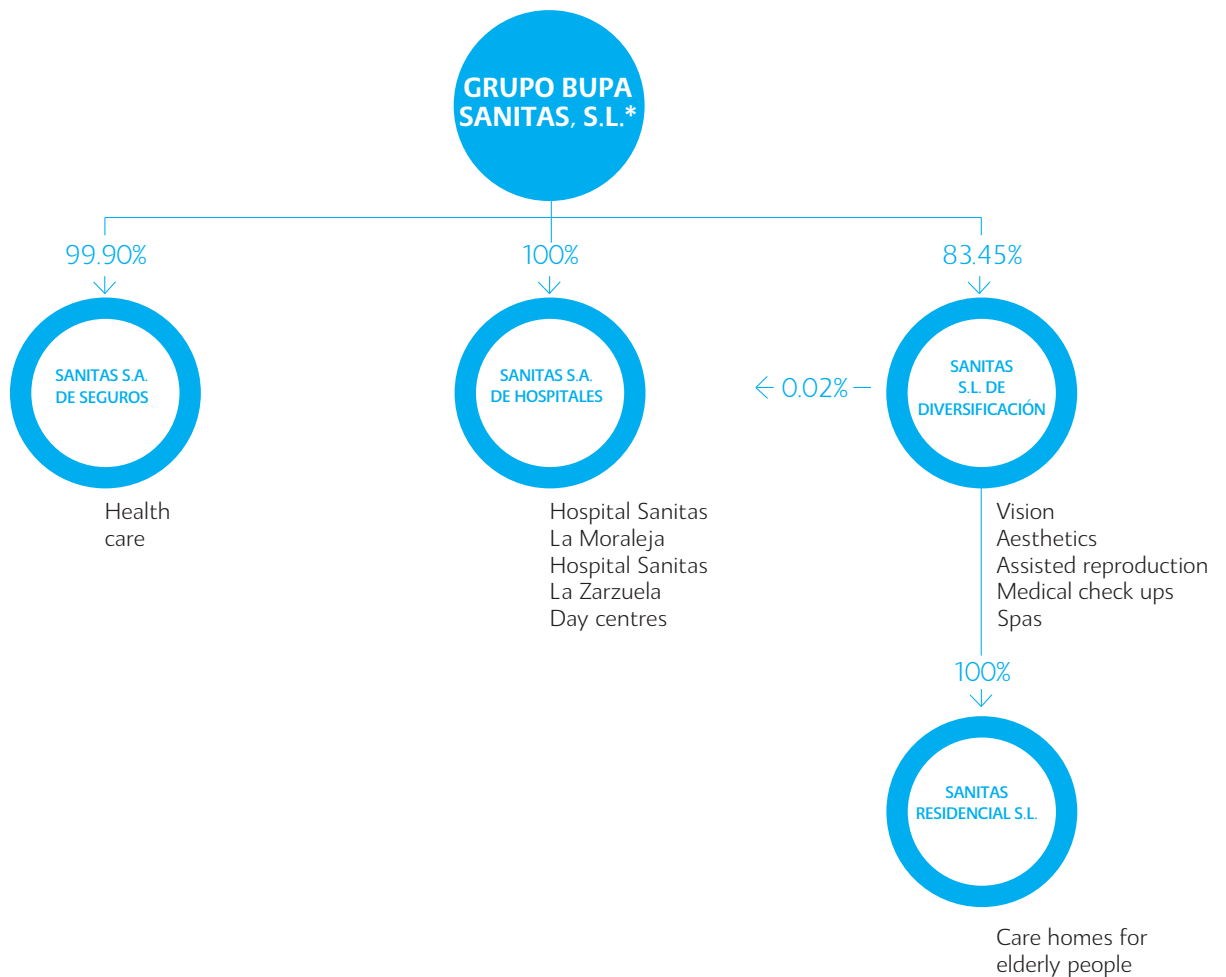 GRUPO BUPA
SANITAS, S.L.*
99.90%
100%
83.45%
SANITAS S.A.
DE SEGUROS
SANITAS S.A.
DE HOSPITALES
0.02%
SANITAS
S.L. DE
DIVERSIFICACIÓN
Health
care
Hospital Sanitas
La Moraleja
Hospital Sanitas
La Zarzuela
Day centres
Vision
Aesthetics
Assisted reproduction
Medical check ups
Spas
100%
SANITAS
RESIDENCIAL S.L.
Care homes for
elderly people